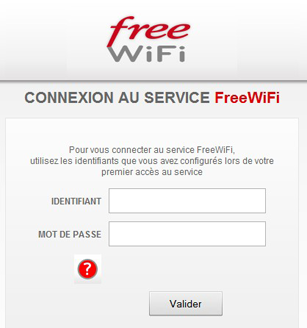 free
WiFi
CONNEXION AU SERVICE FreeWiFi
Pour vous connecter au service FreeWiFi,
utilisez les identifiants que vous avez configurés lors de votre
premier accès au service
IDENTIFIANT
MOT DE PASSE
?
Valider